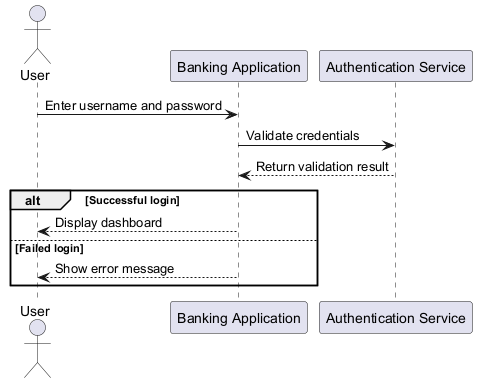 User
Banking Application
Authentication Service
Enter username and password
Validate credentials
Return validation result
alt
[Successful login]
Display dashboard
[Failed login]
Show error message
User
Banking Application
Authentication Service